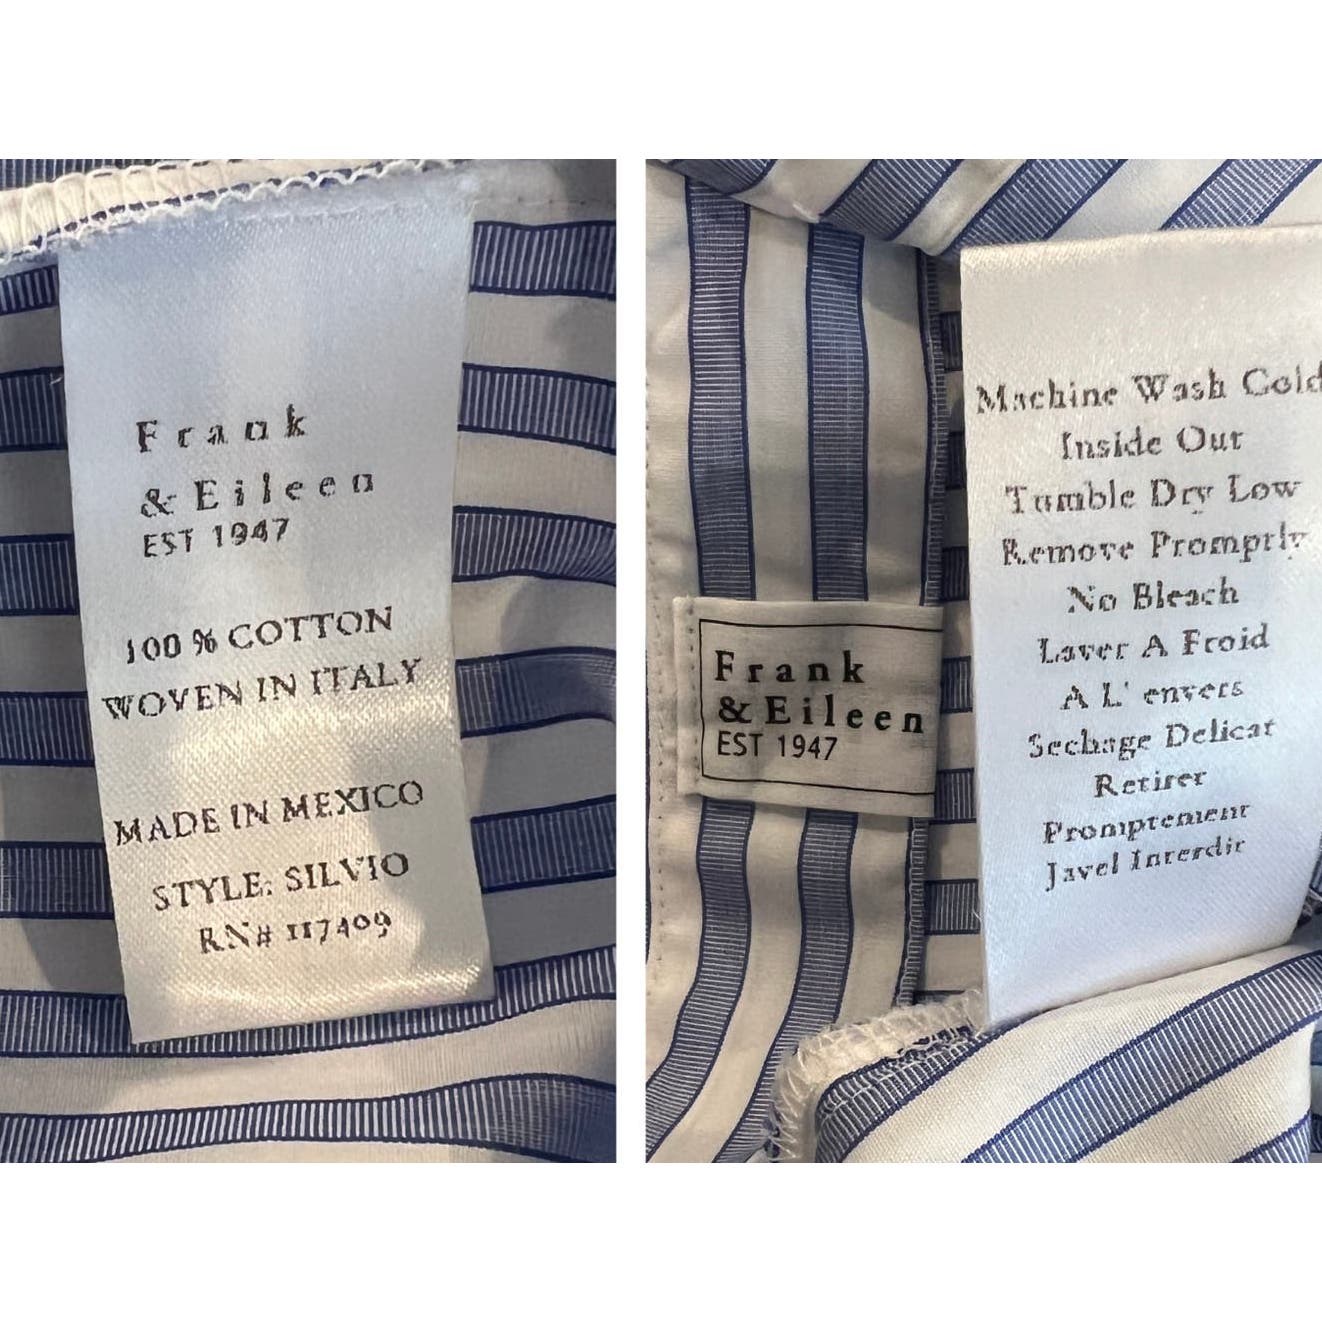 Frank
& Eileen
EST 1947
100 % COTTON
WOVEN IN ITALY
MADE IN MEXICO
STYLE: SILVIO
RN# 117409
Frank
& Eileen
EST 1947
Machine Wash Cold
Inside Out
Tumble Dry Low
Remove Promptly
No Bleach
Laver A Froid
A L' envers
Sechage Delicat
Retirer
Promptement
Javel Interdir